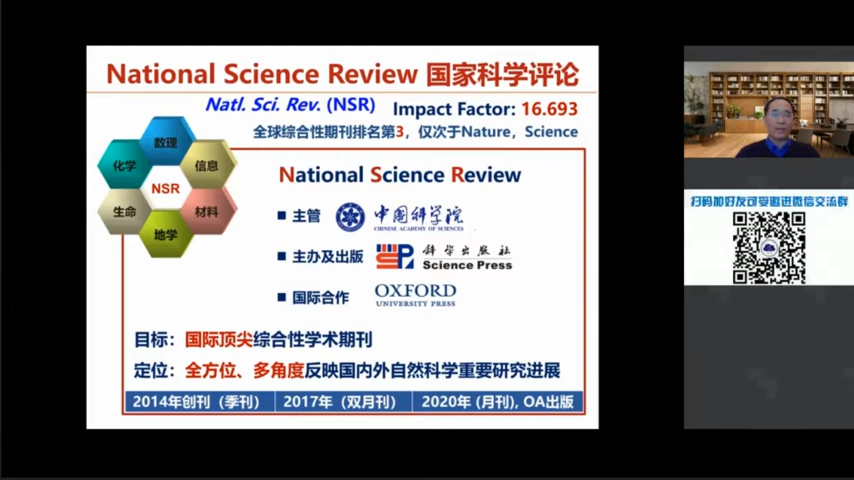 National Science Review 国家科学评论
Natl. Sci. Rev. (NSR) Impact Factor: 16.693
全球综合性期刊排名第3，仅次于Nature，Science
数理
化学
信息
NSR
生命
材料
地学
National Science Review
■ 主管 中国科学院
CHINESE ACADEMY OF SCIENCES
■ 主办及出版 科学出版社
Science Press
■ 国际合作 OXFORD
UNIVERSITY PRESS
目标：国际顶尖综合性学术期刊
定位：全方位、多角度反映国内外自然科学重要研究进展
2014年创刊（季刊） 2017年（双月刊） 2020年 (月刊), OA出版
扫码加好友可受邀进微信交流群